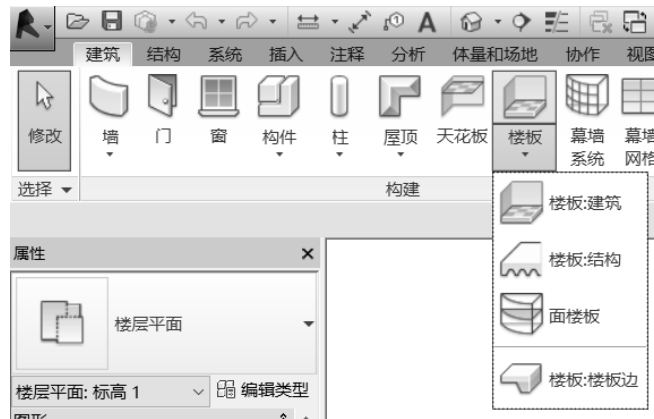 建筑 结构 系统 插入 注释 分析 体量和场地 协作 视图
修改 墙 门 窗 构件 柱 屋顶 天花板 楼板 幕墙 幕墙
系统 网格
选择 构建
楼板:建筑
属性
楼板:结构
楼层平面
面楼板
楼板:楼板边
楼层平面: 标高 1 编辑类型
图形